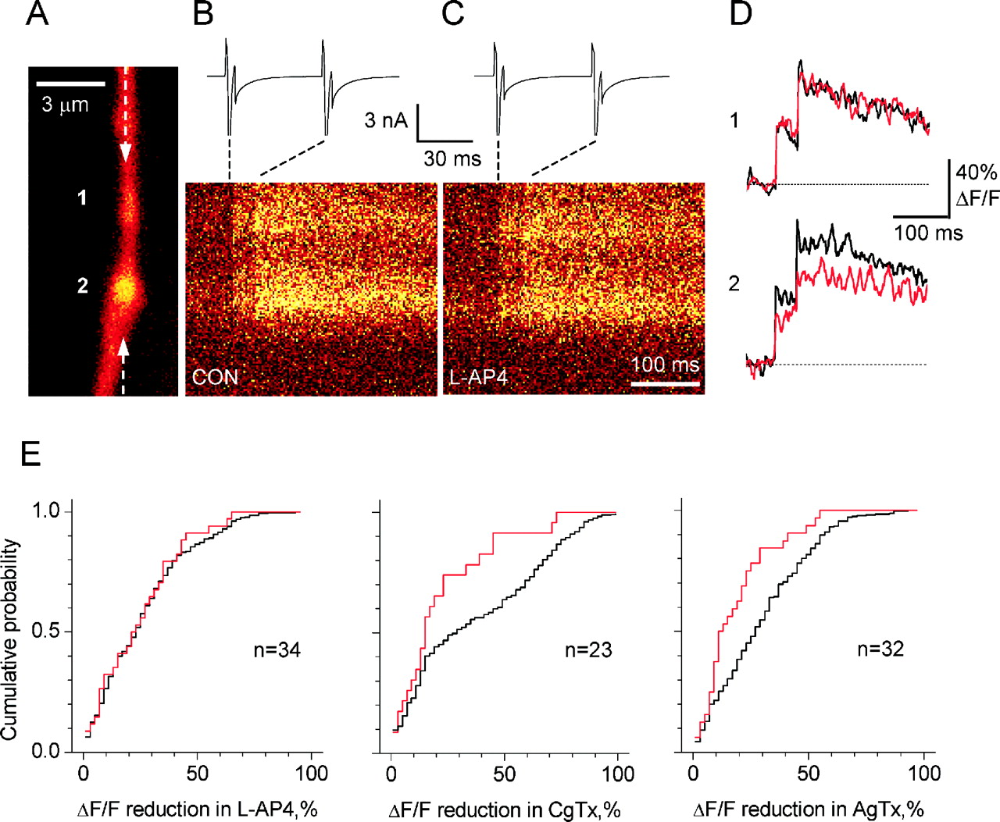 A
B
C
D
3 µm
1
2
3 nA
30 ms
CON
L-AP4
100 ms
1
40%
ΔF/F
100 ms
2
E
Cumulative probability
1.0
0.5
0.0
n=34
n=23
n=32
0 50 100
0 50 100
0 50 100
ΔF/F reduction in L-AP4,%
ΔF/F reduction in CgTx,%
ΔF/F reduction in AgTx,%